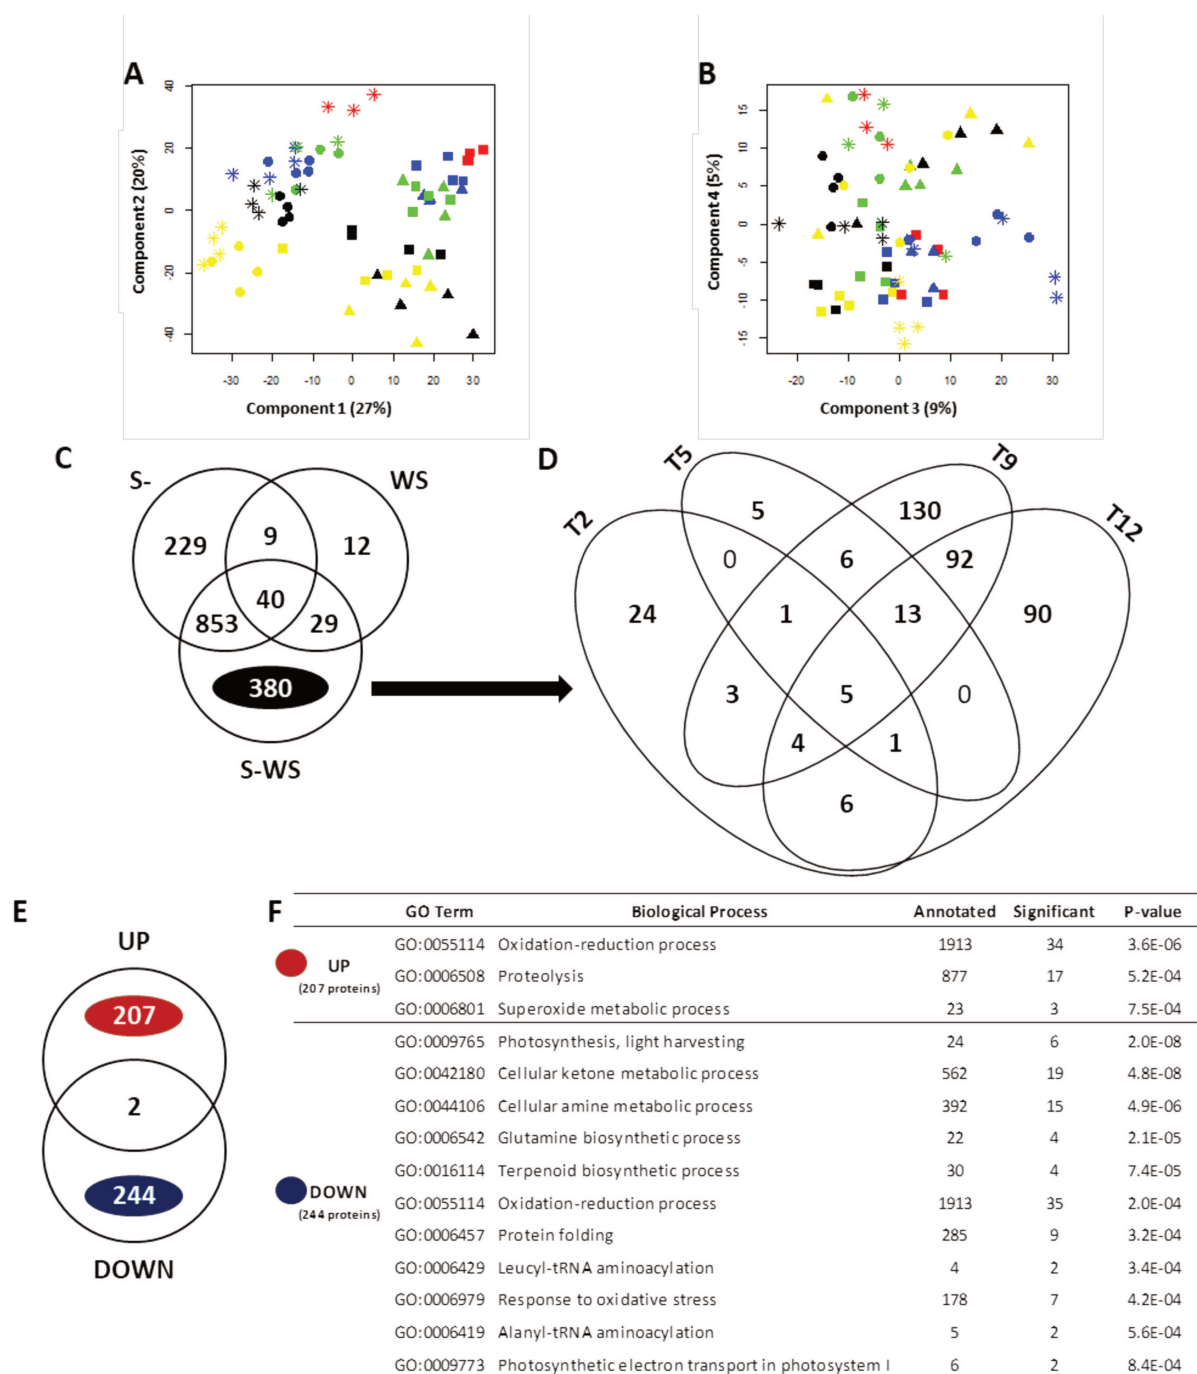 A
B
40
20
0
-20
-40
Component 2 (20%)
-30
-20
-10
0
10
20
30
Component 1 (27%)
15
10
5
0
-5
-10
-15
Component 4 (5%)
-20
-10
0
10
20
30
Component 3 (9%)
C
S-
WS
229
9
12
40
853
29
380
S-WS
D
T2
T5
T9
T12
5
130
0
6
92
24
1
13
90
3
5
0
4
1
6
E
UP
207
2
244
DOWN
F
GO Term Biological Process Annotated Significant P-value
UP
(207 proteins)
GO:0055114 Oxidation-reduction process 1913 34 3.6E-06
GO:0006508 Proteolysis 877 17 5.2E-04
GO:0006801 Superoxide metabolic process 23 3 7.5E-04
DOWN
(244 proteins)
GO:0009765 Photosynthesis, light harvesting 24 6 2.0E-08
GO:0042180 Cellular ketone metabolic process 562 19 4.8E-08
GO:0044106 Cellular amine metabolic process 392 15 4.9E-06
GO:0006542 Glutamine biosynthetic process 22 4 2.1E-05
GO:0016114 Terpenoid biosynthetic process 30 4 7.4E-05
GO:0055114 Oxidation-reduction process 1913 35 2.0E-04
GO:0006457 Protein folding 285 9 3.2E-04
GO:0006429 Leucyl-tRNA aminoacylation 4 2 3.4E-04
GO:0006979 Response to oxidative stress 178 7 4.2E-04
GO:0006419 Alanyl-tRNA aminoacylation 5 2 5.6E-04
GO:0009773 Photosynthetic electron transport in photosystem I 6 2 8.4E-04